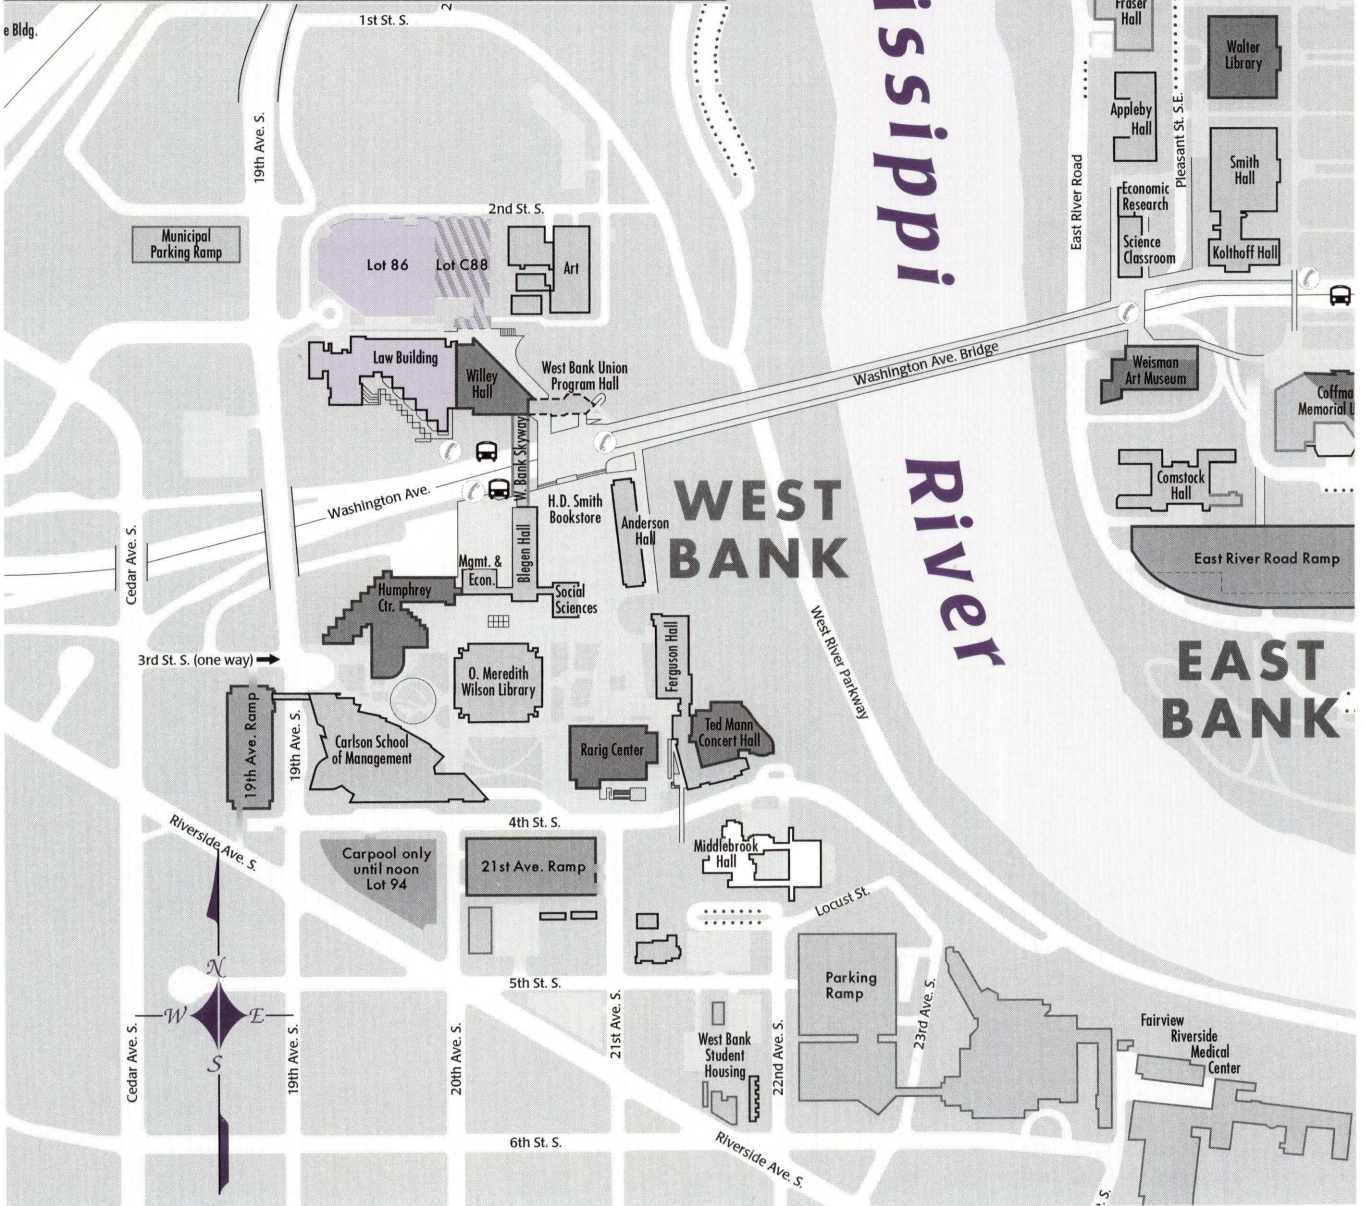 e Bldg.
1st St. S.
2
19th Ave. S.
issippi
Fraser
Hall
Walter
Library
Appleby
Hall
Pleasant St. S.E.
East River Road
Smith
Hall
Economic
Research
Science
Classroom
Kolthoff Hall
2nd St. S.
Municipal
Parking Ramp
Lot 86
Lot C88
Art
Law Building
Willey
Hall
West Bank Union
Program Hall
Washington Ave. Bridge
Weisman
Art Museum
Coffma
Memorial U
W. Bank Skyway
Washington Ave.
H.D. Smith
Bookstore
Anderson
Hall
WEST
BANK
River
Comstock
Hall
East River Road Ramp
Cedar Ave. S.
Mgmt. &
Econ.
Blegen Hall
Social
Sciences
Humphrey
Ctr.
3rd St. S. (one way)
O. Meredith
Wilson Library
Ferguson Hall
West River Parkway
EAST
BANK
19th Ave. Ramp
19th Ave. S.
Carlson School
of Management
Rarig Center
Ted Mann
Concert Hall
Riverside Ave. S.
4th St. S.
Carpool only
until noon
Lot 94
21st Ave. Ramp
Middlebrook
Hall
Locust St.
N
W
E
S
5th St. S.
Parking
Ramp
Cedar Ave. S.
19th Ave. S.
20th Ave. S.
21st Ave. S.
West Bank
Student
Housing
22nd Ave. S.
23rd Ave. S.
Fairview
Riverside
Medical
Center
6th St. S.
Riverside Ave. S.
. S.